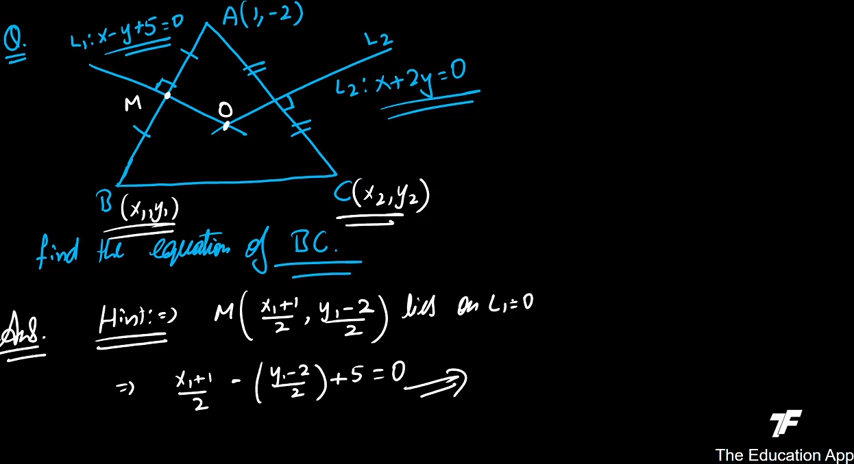 Q.
A(1,-2)
L1: x-y+5=0
L2
L2: x+2y=0
M
O
B (x1,y1)
C(x2,y2)
find the equation of BC.
Ans. Hint:=> M((x1+1)/2, (y1-2)/2) lies on L1=0
=> (x1+1)/2 - ((y1-2)/2) + 5 = 0
The Education App